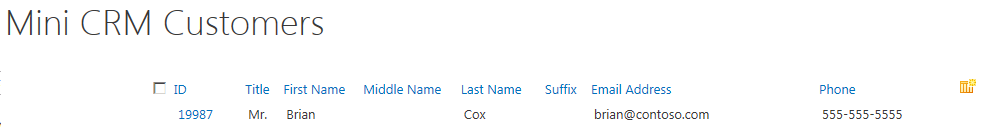 Mini CRM Customers
ID Title First Name Middle Name Last Name Suffix Email Address Phone
19987 Mr. Brian Cox brian@contoso.com 555-555-5555